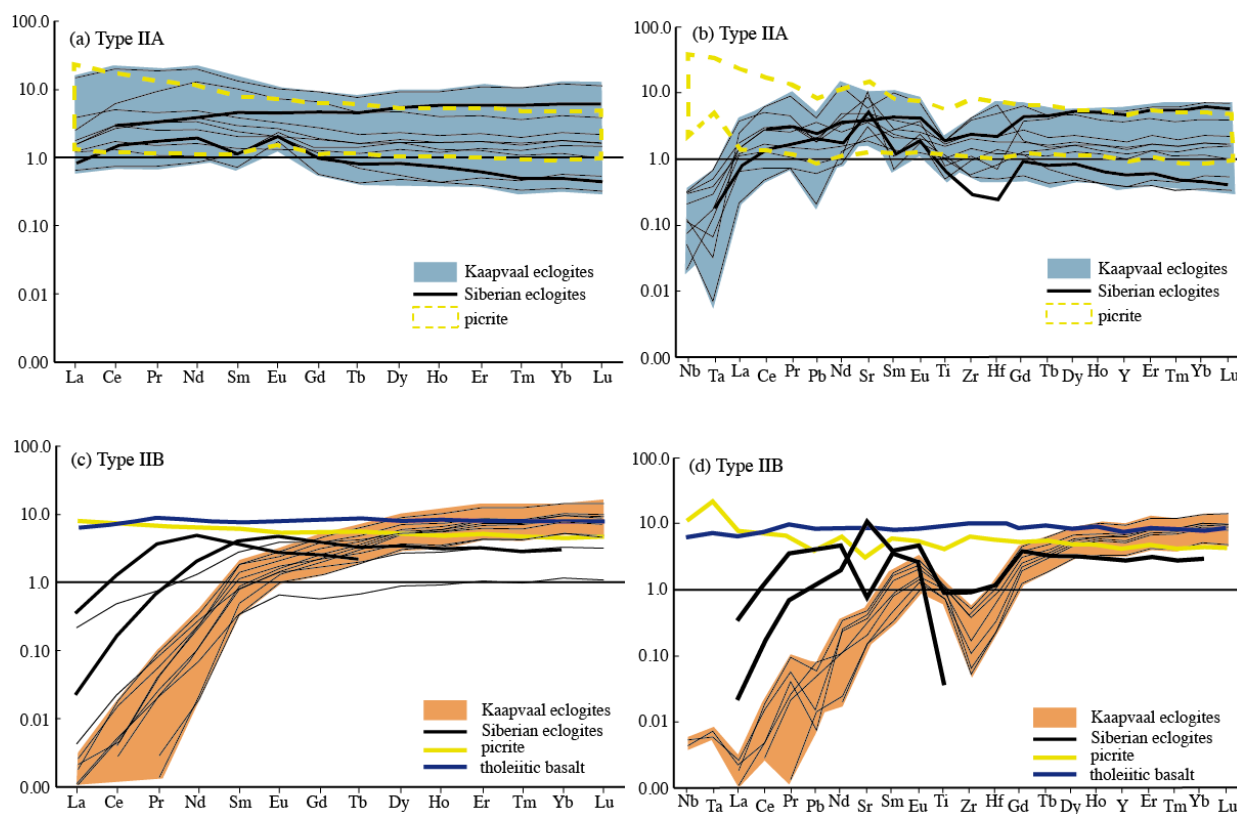 100.0
(a) Type IIA
10.0
1.0
0.10
0.01
0.00
Kaapvaal eclogites
Siberian eclogites
picrite
La Ce Pr Nd Sm Eu Gd Tb Dy Ho Er Tm Yb Lu
100.0
(b) Type IIA
10.0
1.0
0.10
0.01
0.00
Kaapvaal eclogites
Siberian eclogites
picrite
Nb Ta La Ce Pr Pb Nd Sr Sm Eu Ti Zr Hf Gd Tb Dy Ho Y Er Tm Yb Lu
100.0
(c) Type IIB
10.0
1.0
0.10
0.01
0.00
Kaapvaal eclogites
Siberian eclogites
picrite
tholeiitic basalt
La Ce Pr Nd Sm Eu Gd Tb Dy Ho Er Tm Yb Lu
100.0
(d) Type IIB
10.0
1.0
0.10
0.01
0.00
Kaapvaal eclogites
Siberian eclogites
picrite
tholeiitic basalt
Nb Ta La Ce Pr Pb Nd Sr Sm Eu Ti Zr Hf Gd Tb Dy Ho Y Er Tm Yb Lu